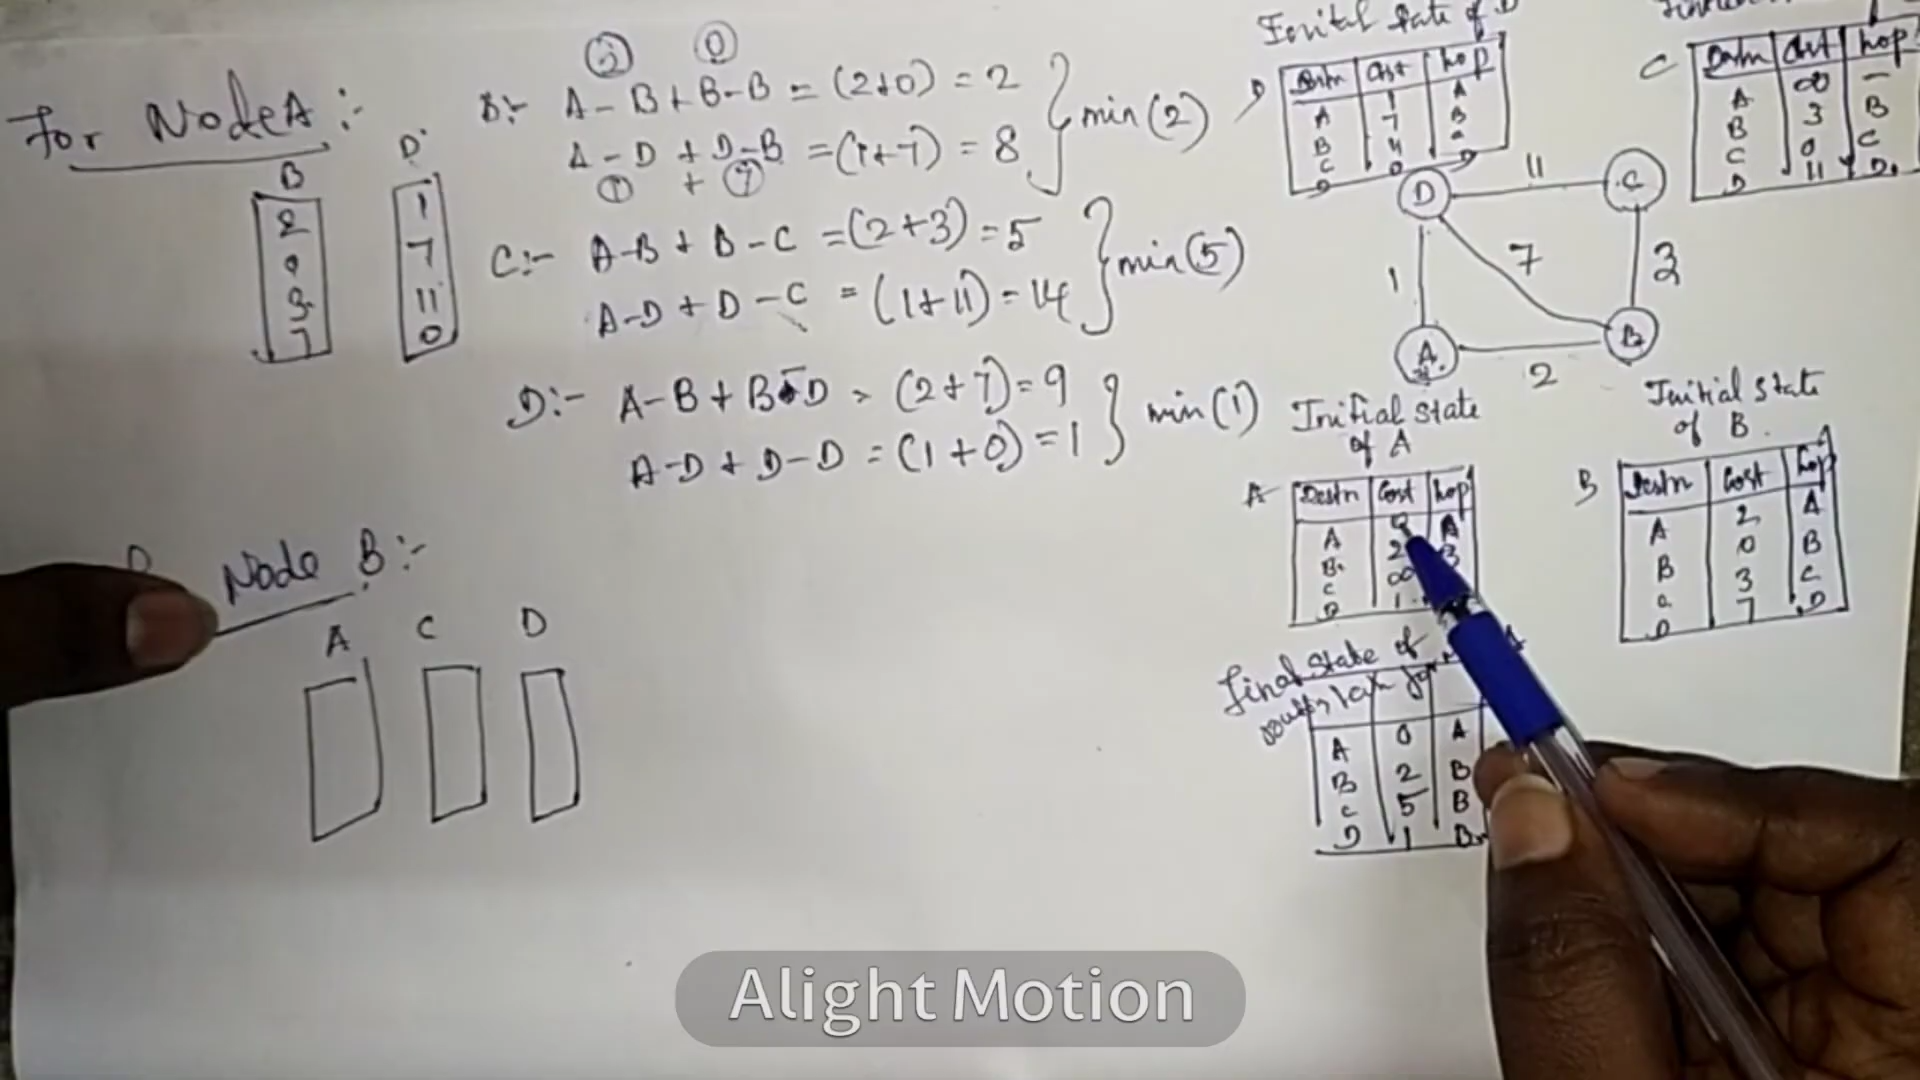 For Node A :-
B
2
0
3
7
D
1
7
11
0
2 0
B:- A - B + B - B = (2+0) = 2
A - D + D - B = (1+7) = 8
1 + 7
min (2)
C:- A-B + B - C = (2+3) = 5
A-D + D - C = (1+11) = 14
min (5)
D:- A-B + B-D = (2+7) = 9
A-D + D-D = (1+0) = 1
min (1)
Node B :-
A C D
Initial State of D
D Destn Cost hop
A 1 A
B 7 B
C 11 C
D 0 D
C Destn Cost hop
A ∞ -
B 3 B
C 0 C
D 11 D.
D 11 C
1 7 3
A 2 B
Initial State
of A
A Destn Cost hop
A 0 A
B 2 B
C ∞
D 1
Initial State
of B
B Destn Cost hop
A 2 A
B 0 B
C 3 C
D 7 D
final State of
A 0 A
B 2 B
C 5 B
D 1
Alight Motion